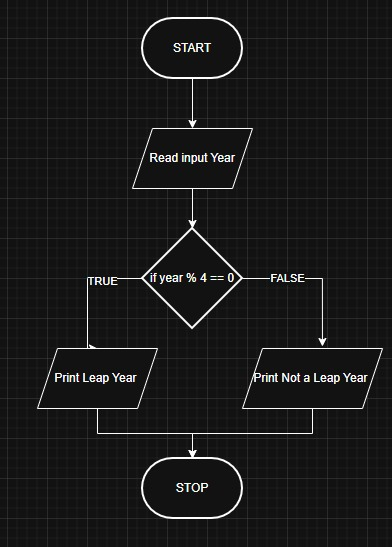 START
Read input Year
if year % 4 == 0
TRUE
FALSE
Print Leap Year
Print Not a Leap Year
STOP